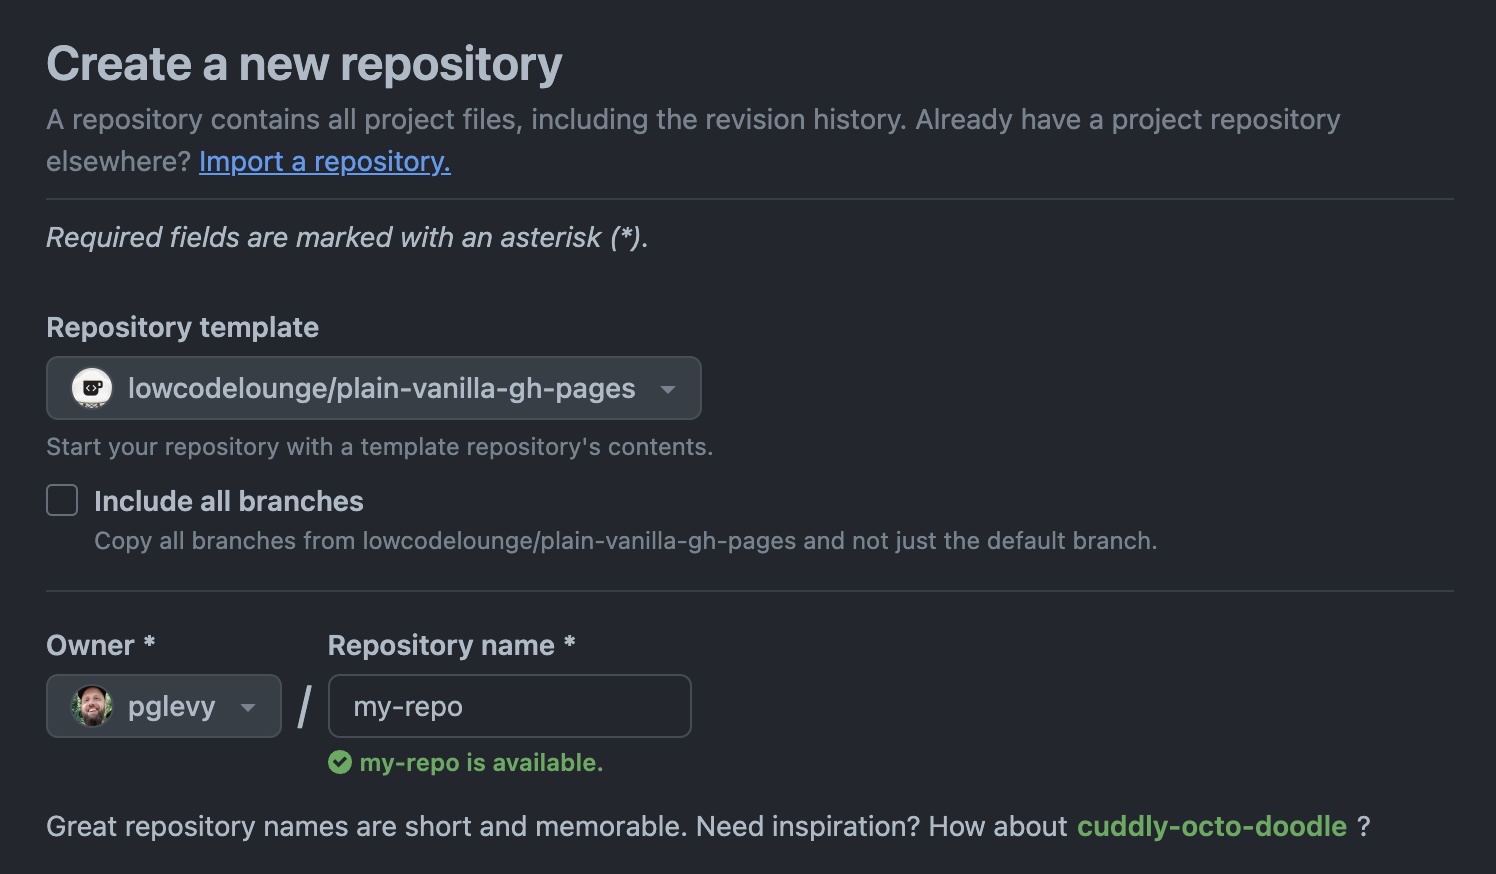 Create a new repository
A repository contains all project files, including the revision history. Already have a project repository
elsewhere? Import a repository.
Required fields are marked with an asterisk (*).
Repository template
lowcodelounge/plain-vanilla-gh-pages
Start your repository with a template repository's contents.
Include all branches
Copy all branches from lowcodelounge/plain-vanilla-gh-pages and not just the default branch.
Owner * Repository name *
pglevy / my-repo
my-repo is available.
Great repository names are short and memorable. Need inspiration? How about cuddly-octo-doodle ?